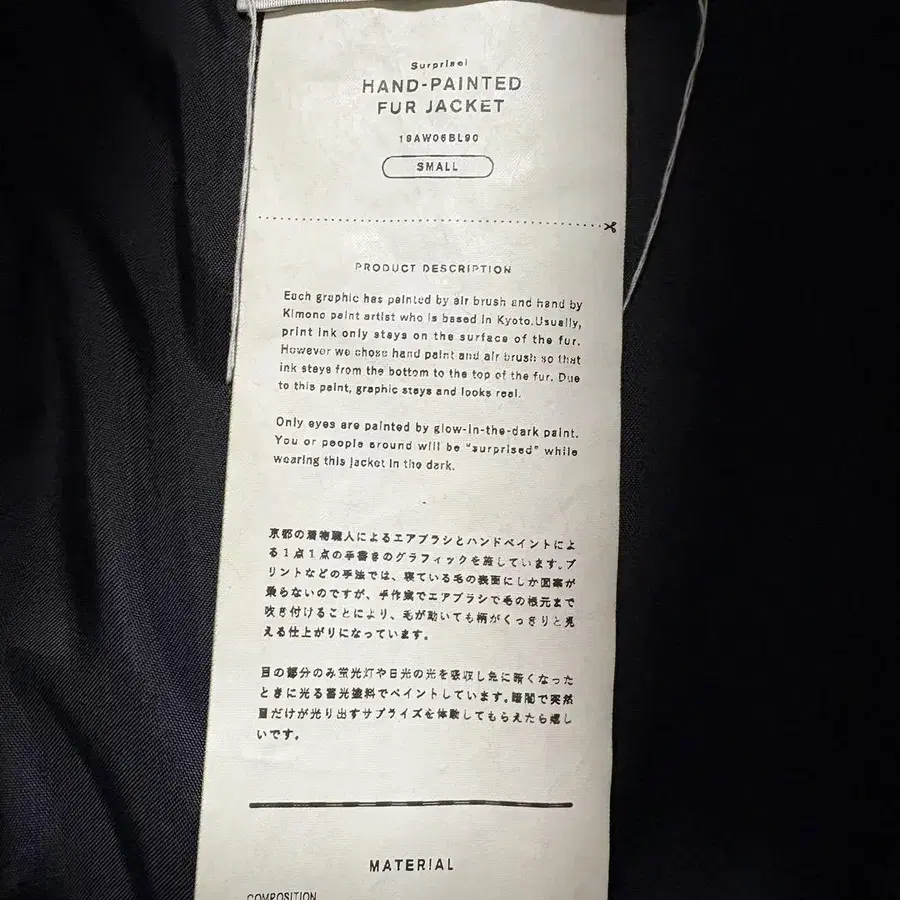 Surprise!
HAND-PAINTED
FUR JACKET
19AW06BL90
SMALL
PRODUCT DESCRIPTION
Each graphic has painted by air brush and hand by
Kimono paint artist who is based in Kyoto.Usually,
print ink only stays on the surface of the fur.
However we chose hand paint and air brush so that
ink stays from the bottom to the top of the fur. Due
to this paint, graphic stays and looks real.
Only eyes are painted by glow-in-the-dark paint.
You or people around will be "surprised" while
wearing this jacket in the dark.
京都の着物職人によるエアブラシとハンドペイントによ
る1点1点の手書きのグラフィックを施しています。プ
リントなどの手法では、寝ている毛の表面にしか図案が
乗らないのですが、手作業でエアブラシで毛の根元まで
吹き付けることにより、毛が動いても柄がくっきりと見
える仕上がりになっています。
目の部分のみ蛍光灯や日光の光を吸収し急に暗くなった
ときに光る蓄光塗料でペイントしています。暗闇で突然
目だけが光り出すサプライズを体験してもらえたら嬉し
いです。
MATERIAL
COMPOSITION